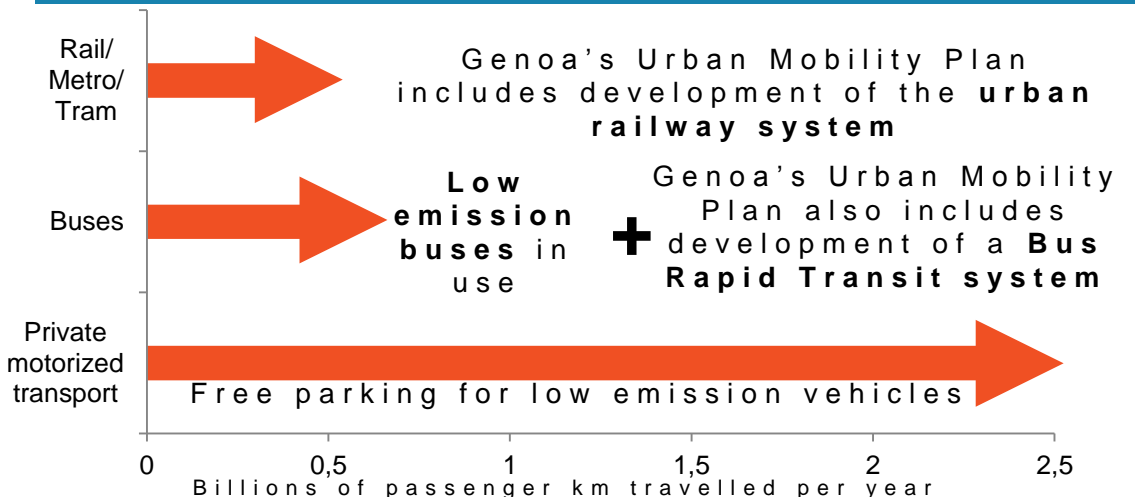 Rail/
Metro/
Tram
Genoa’s Urban Mobility Plan
includes development of the urban
railway system
Buses
Low
emission
buses in
use
+
Genoa’s Urban Mobility
Plan also includes
development of a Bus
Rapid Transit system
Private
motorized
transport
Free parking for low emission vehicles
0 0,5 1 1,5 2 2,5
Billions of passenger km travelled per year